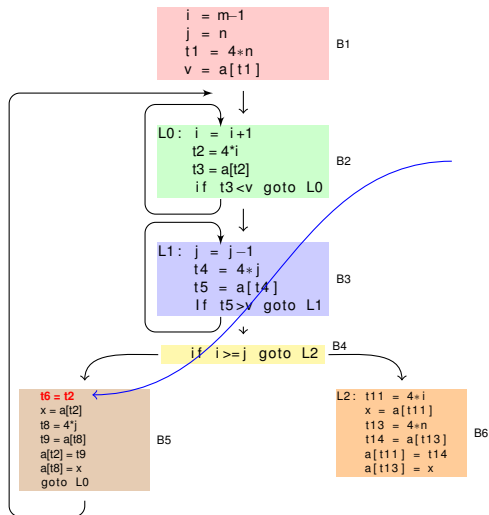 i = m-1
j = n
t1 = 4*n
v = a[t1]
B1
L0: i = i+1
t2 = 4*i
t3 = a[t2]
if t3<v goto L0
B2
L1: j = j-1
t4 = 4*j
t5 = a[t4]
If t5>v goto L1
B3
if i>=j goto L2
B4
t6 = t2
x = a[t2]
t8 = 4*j
t9 = a[t8]
a[t2] = t9
a[t8] = x
goto L0
B5
L2: t11 = 4*i
x = a[t11]
t13 = 4*n
t14 = a[t13]
a[t11] = t14
a[t13] = x
B6